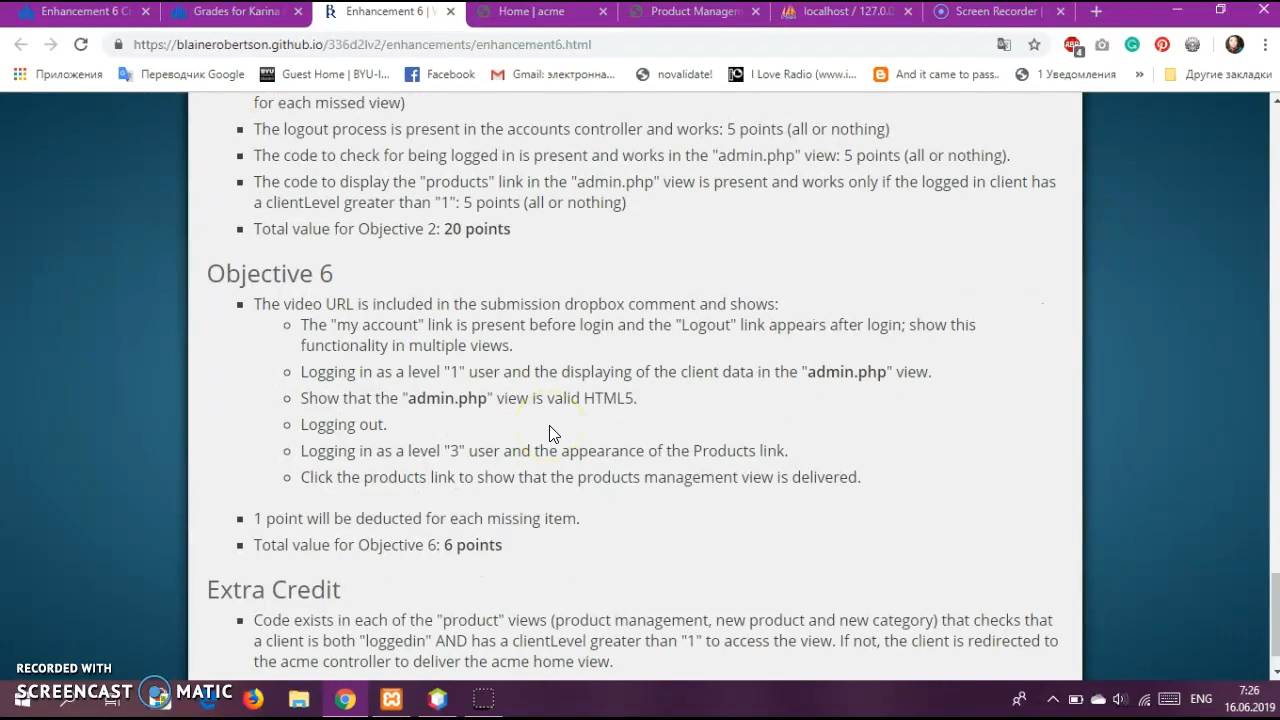 Enhancement 6 C
Grades for Karina
Enhancement 6 | W
Home | acme
Product Managem
localhost / 127.0.0
Screen Recorder |
https://blainerobertson.github.io/336d2lv2/enhancements/enhancement6.html
ABP
4
Приложения
Переводчик Google
BYU
Guest Home | BYU-I...
Facebook
Gmail: электронна...
novalidate!
I Love Radio (www.i...
And it came to pass..
1 Уведомления
»
Другие закладки
for each missed view)
The logout process is present in the accounts controller and works: 5 points (all or nothing)
The code to check for being logged in is present and works in the "admin.php" view: 5 points (all or nothing).
The code to display the "products" link in the "admin.php" view is present and works only if the logged in client has
a clientLevel greater than "1": 5 points (all or nothing)
Total value for Objective 2: 20 points
Objective 6
The video URL is included in the submission dropbox comment and shows:
The "my account" link is present before login and the "Logout" link appears after login; show this
functionality in multiple views.
Logging in as a level "1" user and the displaying of the client data in the "admin.php" view.
Show that the "admin.php" view is valid HTML5.
Logging out.
Logging in as a level "3" user and the appearance of the Products link.
Click the products link to show that the products management view is delivered.
1 point will be deducted for each missing item.
Total value for Objective 6: 6 points
Extra Credit
Code exists in each of the "product" views (product management, new product and new category) that checks that
a client is both "loggedin" AND has a clientLevel greater than "1" to access the view. If not, the client is redirected to
the acme controller to deliver the acme home view.
RECORDED WITH
SCREENCAST MATIC
ENG
7:26
16.06.2019